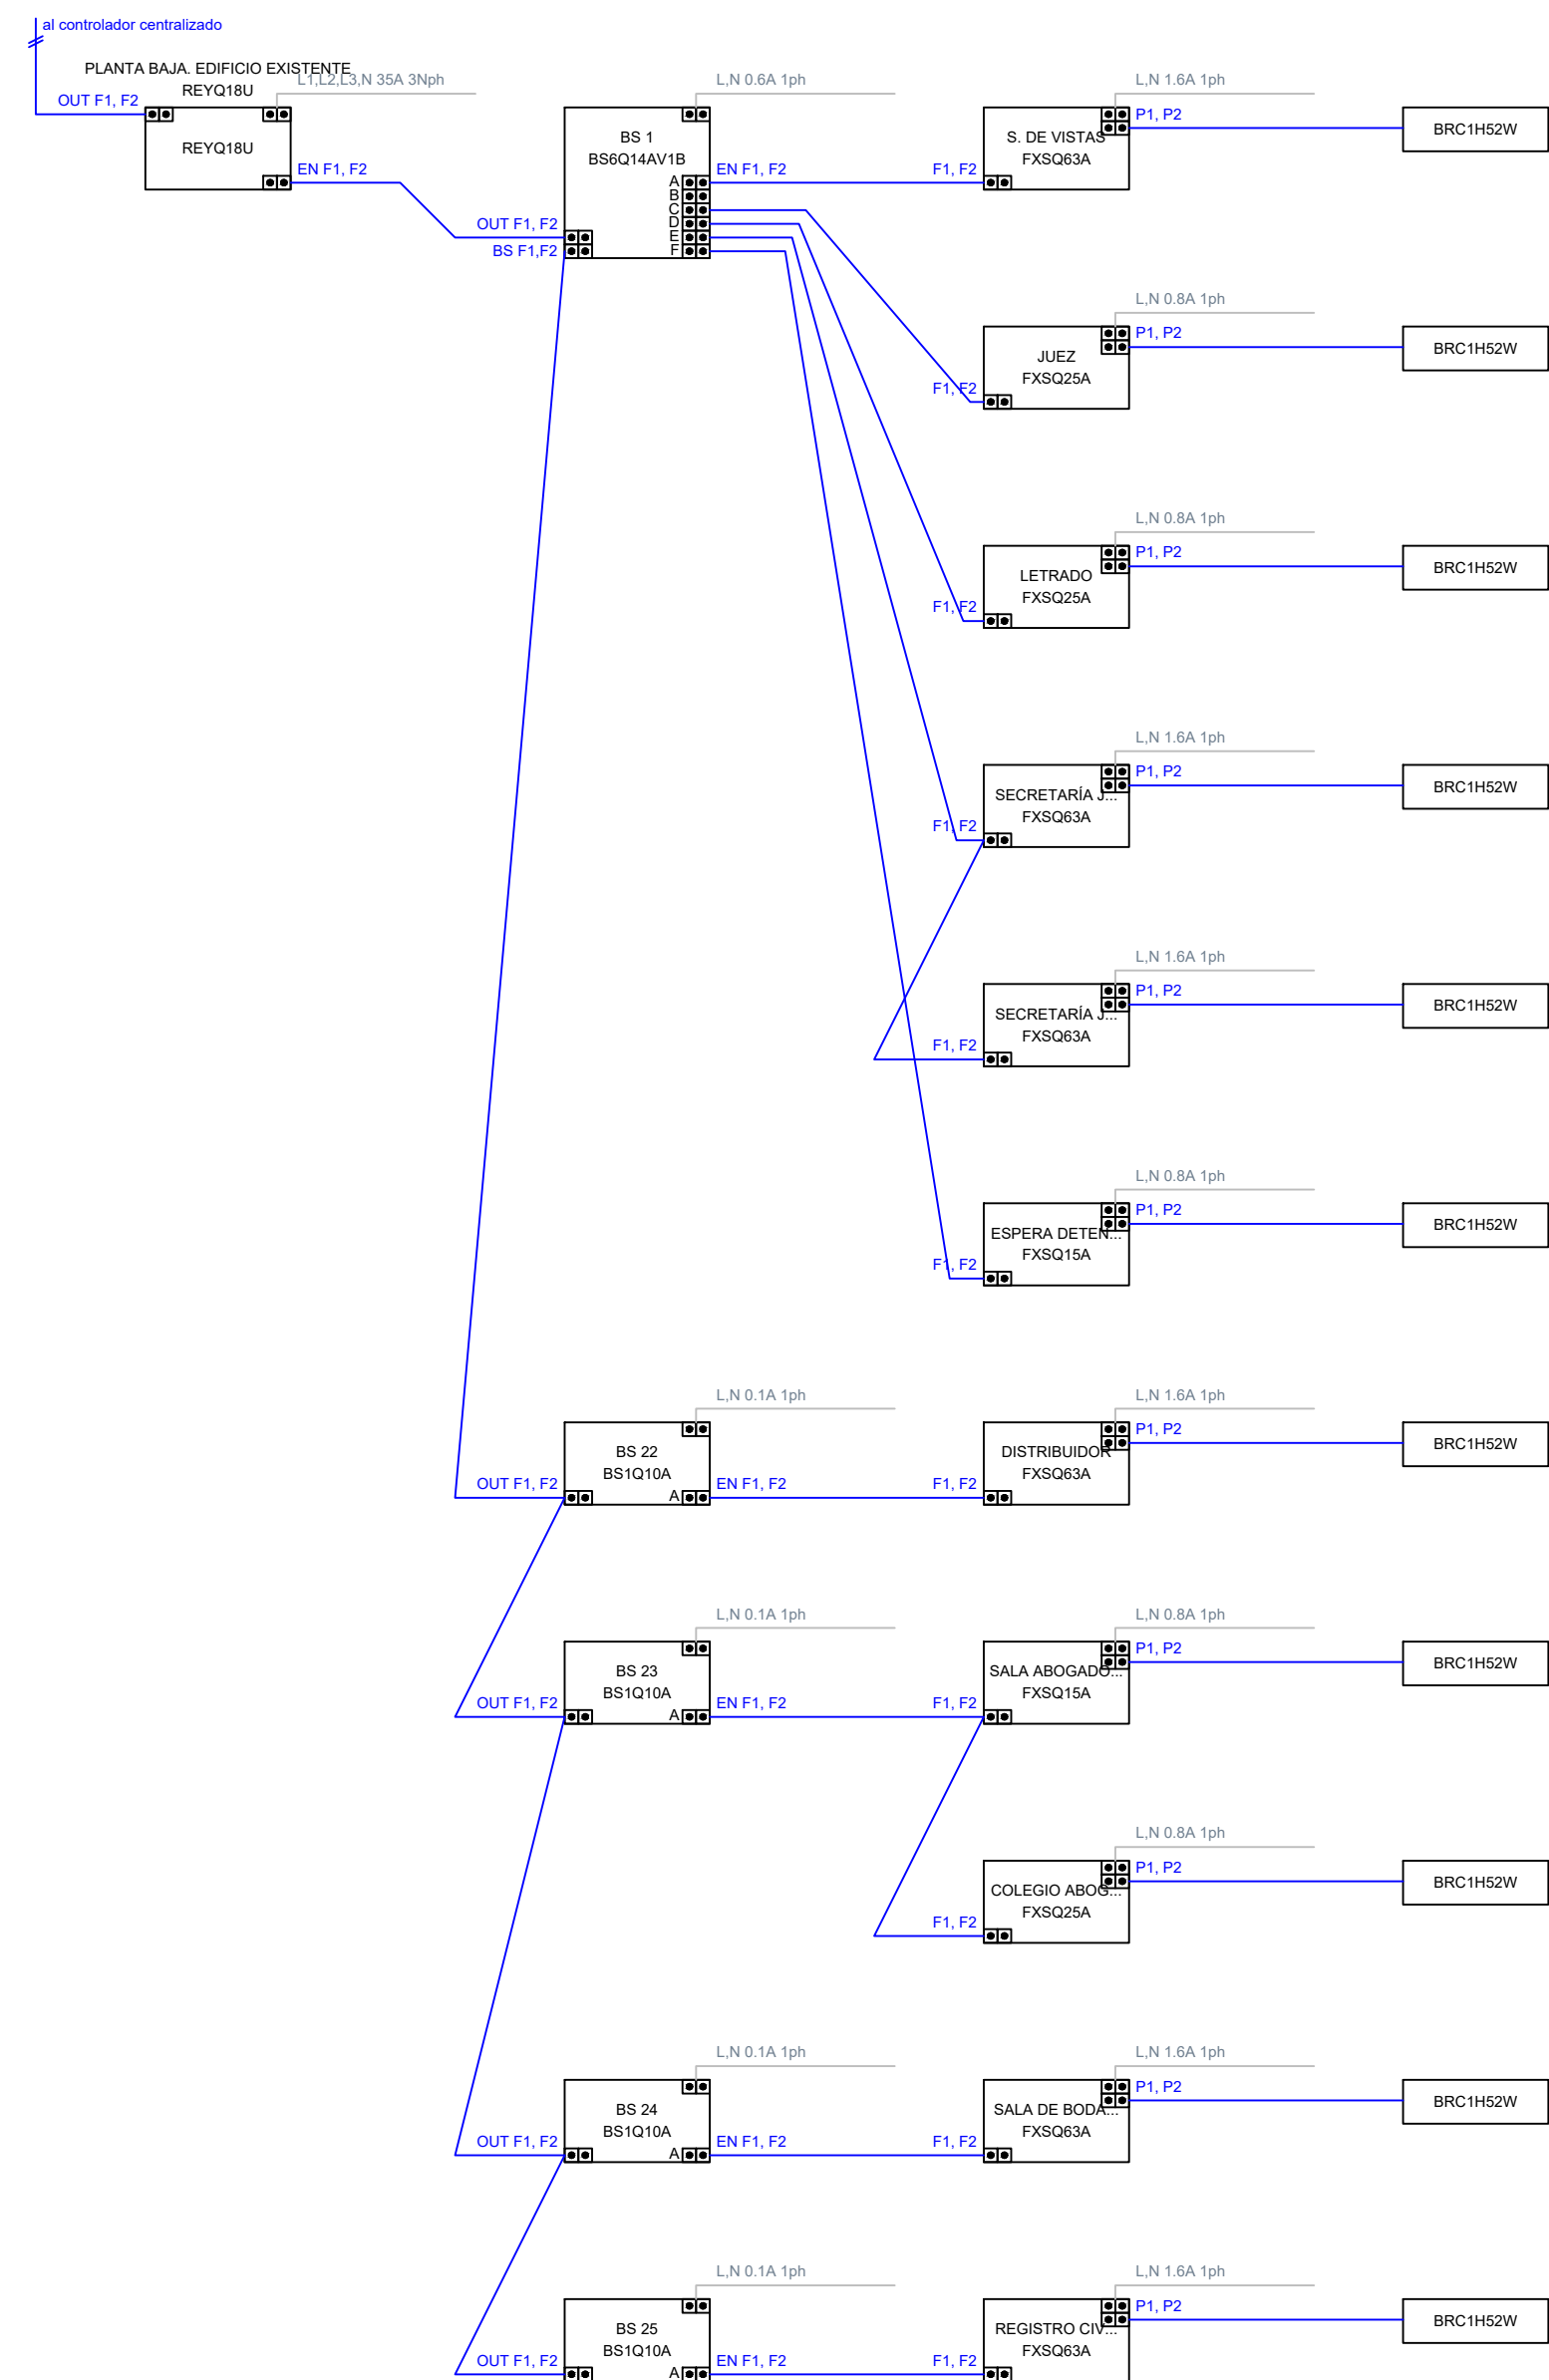 al controlador centralizado
PLANTA BAJA. EDIFICIO EXISTENTE
REYQ18U
L1,L2,L3,N 35A 3Nph
OUT F1, F2
REYQ18U
EN F1, F2
L,N 0.6A 1ph
BS 1
BS6Q14AV1B
A
B
C
D
E
F
EN F1, F2
OUT F1, F2
BS F1,F2
L,N 1.6A 1ph
P1, P2
S. DE VISTAS
FXSQ63A
F1, F2
BRC1H52W
L,N 0.8A 1ph
P1, P2
JUEZ
FXSQ25A
F1, F2
BRC1H52W
L,N 0.8A 1ph
P1, P2
LETRADO
FXSQ25A
F1, F2
BRC1H52W
L,N 1.6A 1ph
P1, P2
SECRETARÍA J...
FXSQ63A
F1, F2
BRC1H52W
L,N 1.6A 1ph
P1, P2
SECRETARÍA J...
FXSQ63A
F1, F2
BRC1H52W
L,N 0.8A 1ph
P1, P2
ESPERA DETEN...
FXSQ15A
F1, F2
BRC1H52W
L,N 0.1A 1ph
BS 22
BS1Q10A
OUT F1, F2
A
EN F1, F2
L,N 1.6A 1ph
P1, P2
DISTRIBUIDOR
FXSQ63A
F1, F2
BRC1H52W
L,N 0.1A 1ph
BS 23
BS1Q10A
OUT F1, F2
A
EN F1, F2
L,N 0.8A 1ph
P1, P2
SALA ABOGADO...
FXSQ15A
F1, F2
BRC1H52W
L,N 0.8A 1ph
P1, P2
COLEGIO ABOG...
FXSQ25A
F1, F2
BRC1H52W
L,N 0.1A 1ph
BS 24
BS1Q10A
OUT F1, F2
A
EN F1, F2
L,N 1.6A 1ph
P1, P2
SALA DE BODA...
FXSQ63A
F1, F2
BRC1H52W
L,N 0.1A 1ph
BS 25
BS1Q10A
OUT F1, F2
A
EN F1, F2
L,N 1.6A 1ph
P1, P2
REGISTRO CIV...
FXSQ63A
F1, F2
BRC1H52W